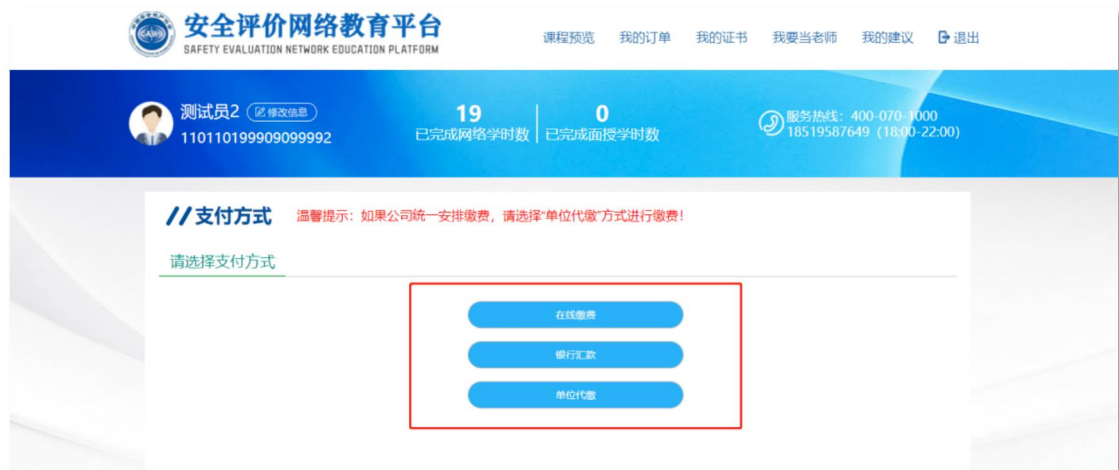 安全评价网络教育平台
SAFETY EVALUATION NETWORK EDUCATION PLATFORM
课程预览 我的订单 我的证书 我要当老师 我的建议 退出
测试员2 修改信息
110110199909099992
19
已完成网络学时数
0
已完成面授学时数
服务热线：400-070-1000
18519587649（18:00-22:00）
//支付方式 温馨提示：如果公司统一安排缴费，请选择“单位代缴”方式进行缴费！
请选择支付方式
在线缴费
银行汇款
单位代缴